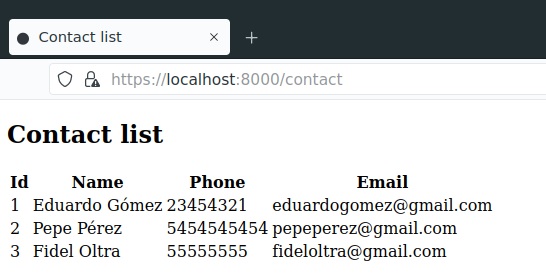 Contact list
https://localhost:8000/contact
Contact list
Id Name Phone Email
1 Eduardo Gómez 23454321 eduardogomez@gmail.com
2 Pepe Pérez 5454545454 pepeperez@gmail.com
3 Fidel Oltra 55555555 fideloltra@gmail.com